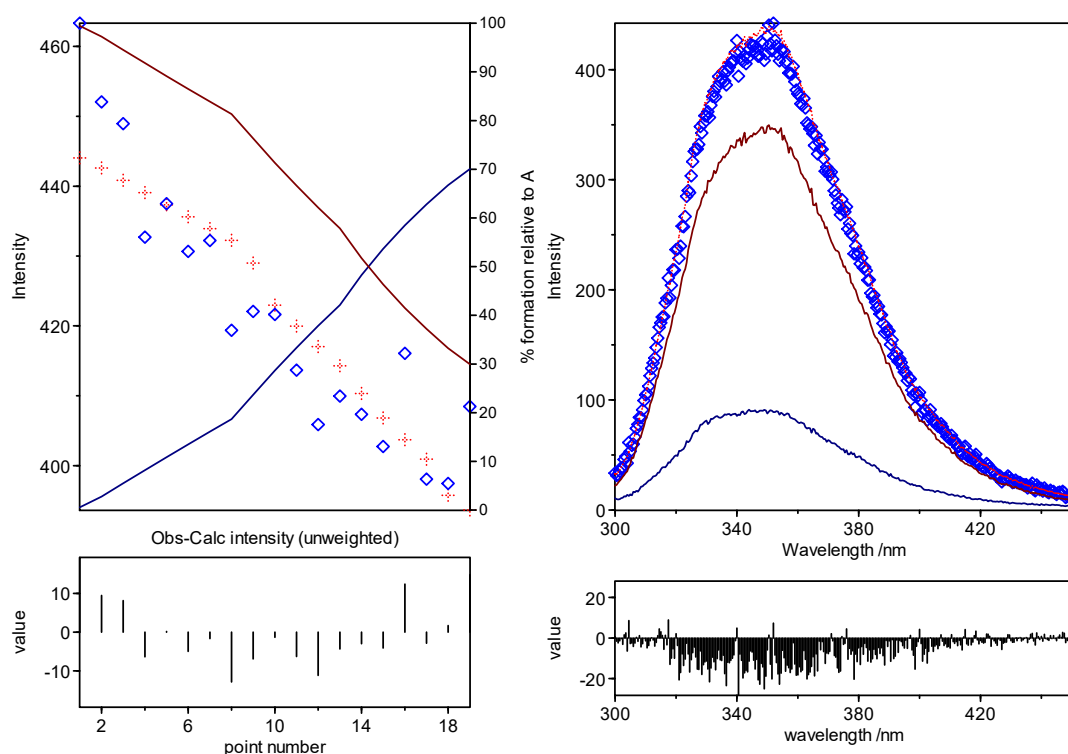 460
440
420
400
Intensity
100
90
80
70
60
50
40
30
20
10
0
% formation relative to A
Obs-Calc intensity (unweighted)
10
0
-10
value
2 6 10 14 18
point number
400
300
200
100
0
Intensity
300 340 380 420
Wavelength /nm
20
0
-20
value
300 340 380 420
wavelength /nm